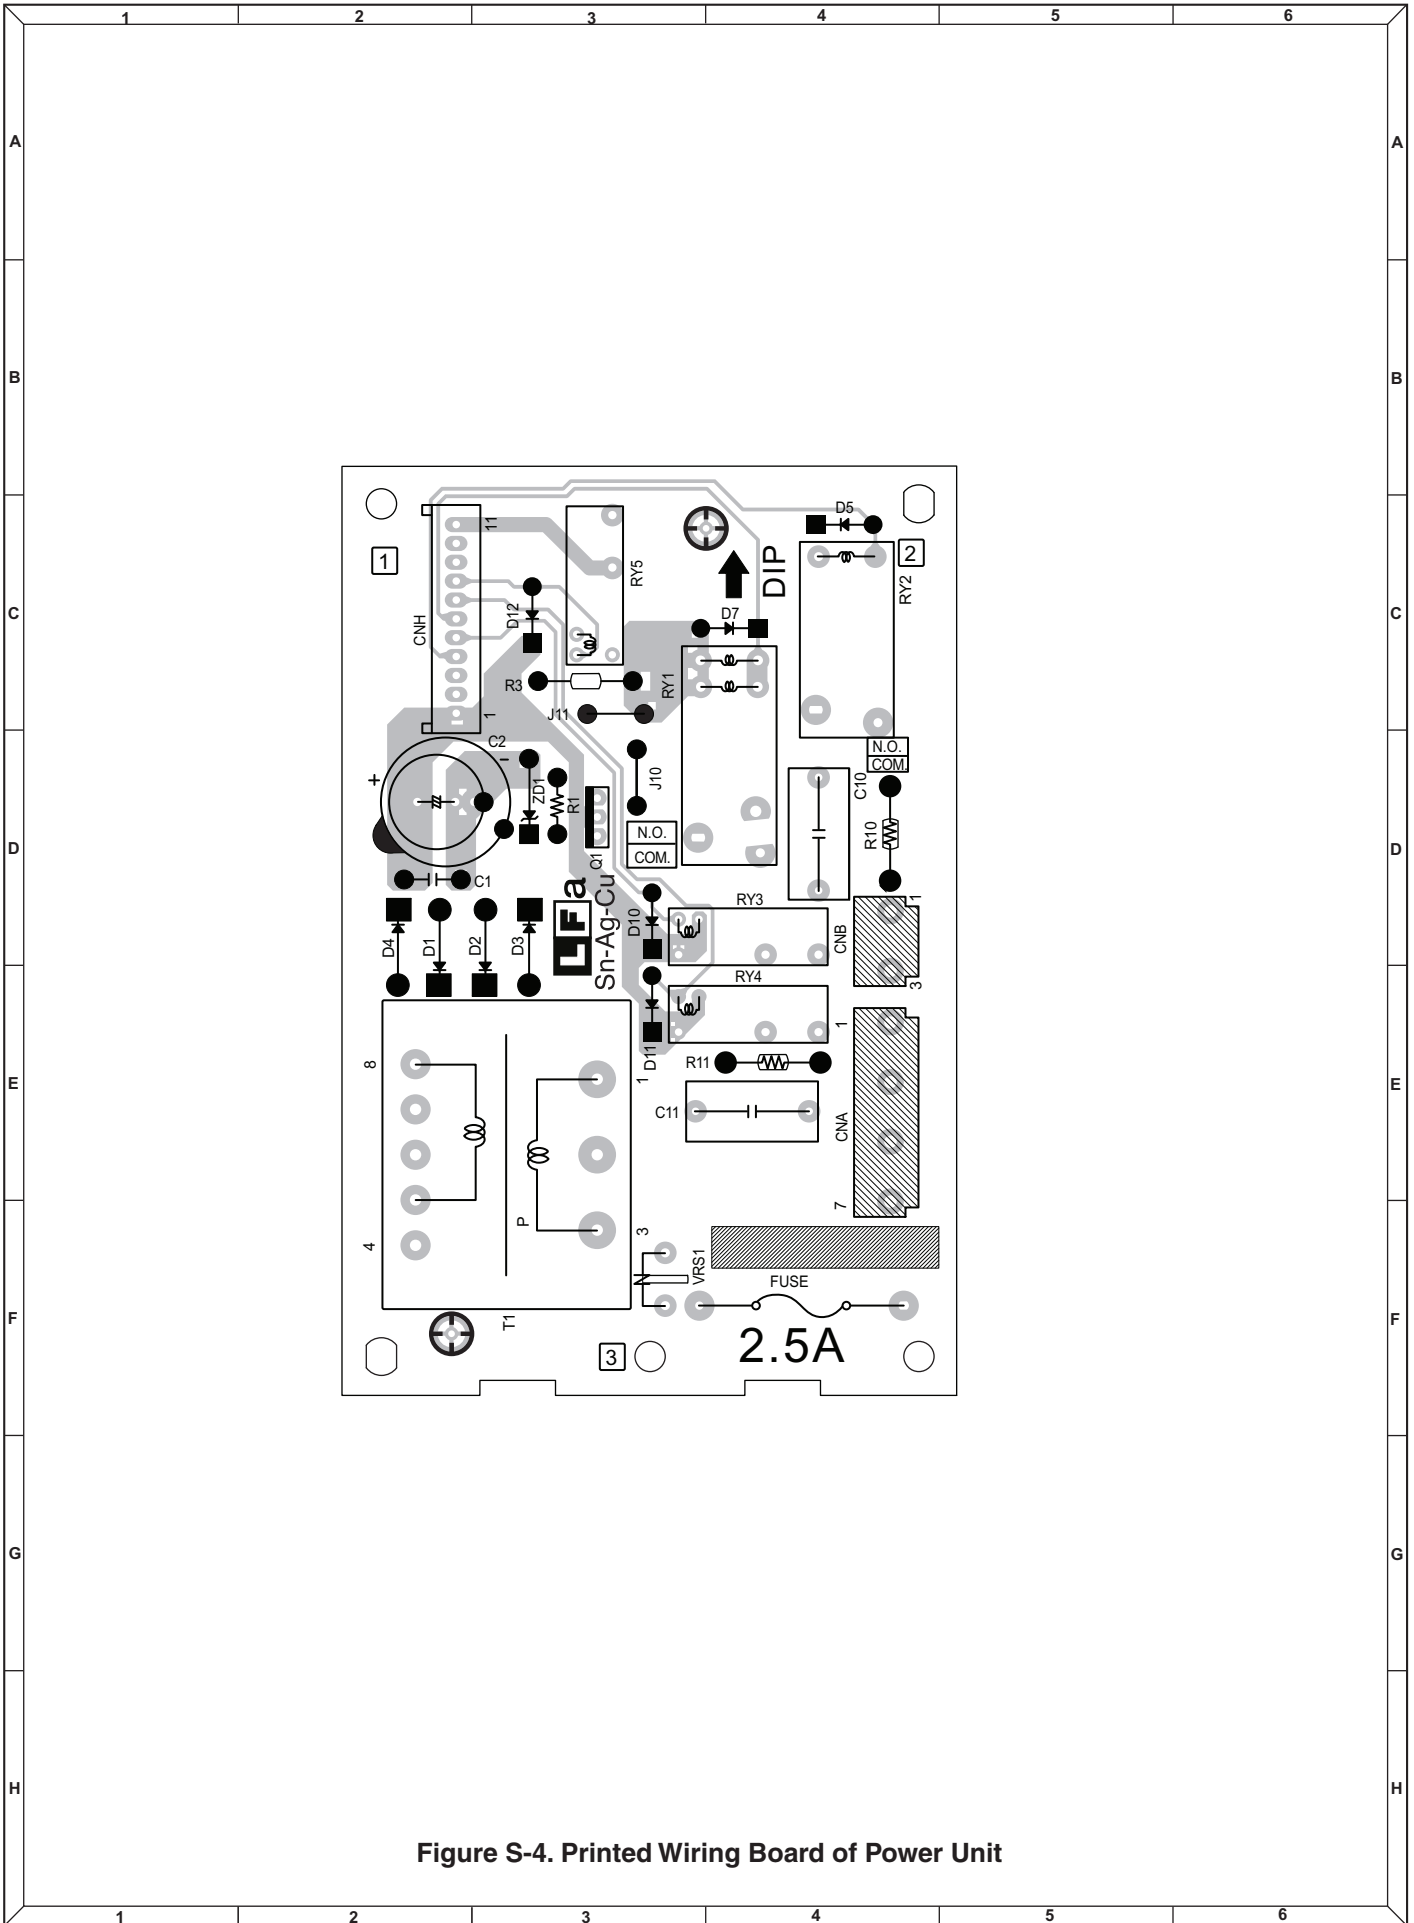 1 2 3 4 5 6
A A
B B
C C
D D
E E
F F
G G
H H
1
CNH
11
1
RY5
D12
R3
J11
DIP
D5
2
RY2
D7
RY1
N.O.
COM.
C2
+
-
ZD1
R1
Q1
J10
N.O.
COM.
C10
R10
C1
D4
D1
D2
D3
LF a
Sn-Ag-Cu
D10
RY3
CNB
1
3
D11
RY4
1
R11
C11
CNA
7
8
4
P
1
3
T1
VRS1
FUSE
2.5A
3
Figure S-4. Printed Wiring Board of Power Unit
1 2 3 4 5 6